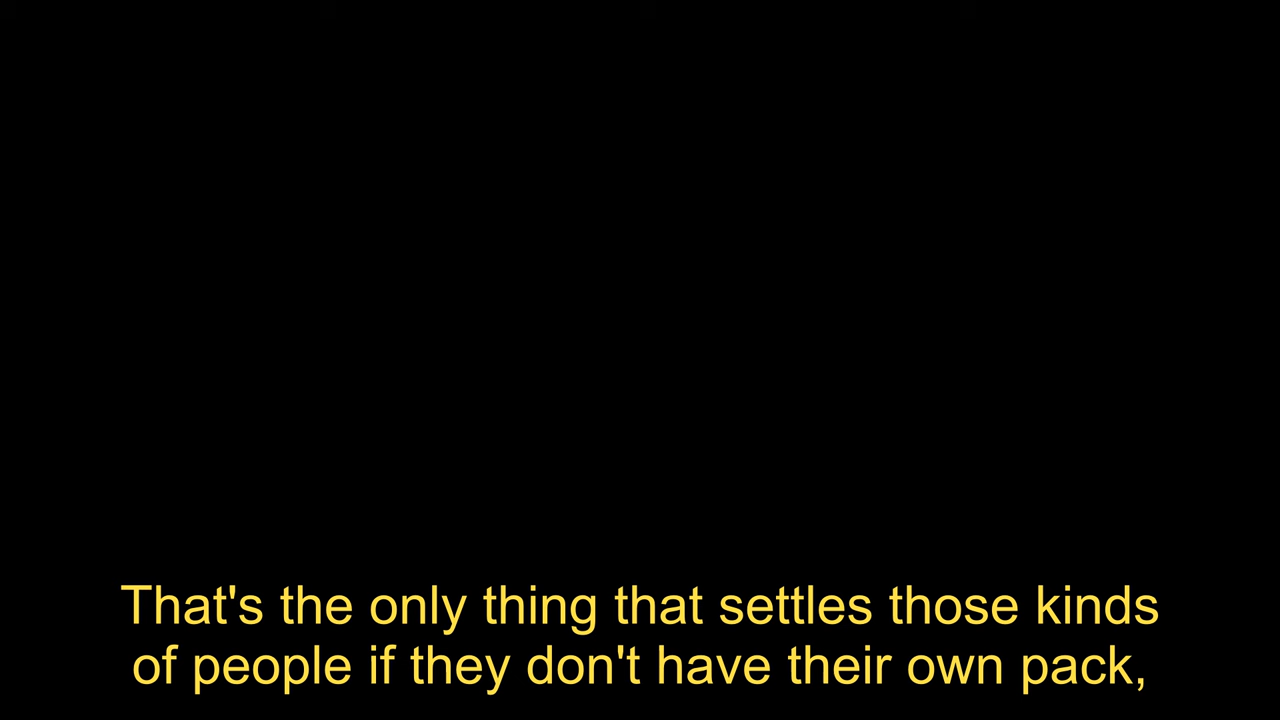 That's the only thing that settles those kinds
of people if they don't have their own pack,